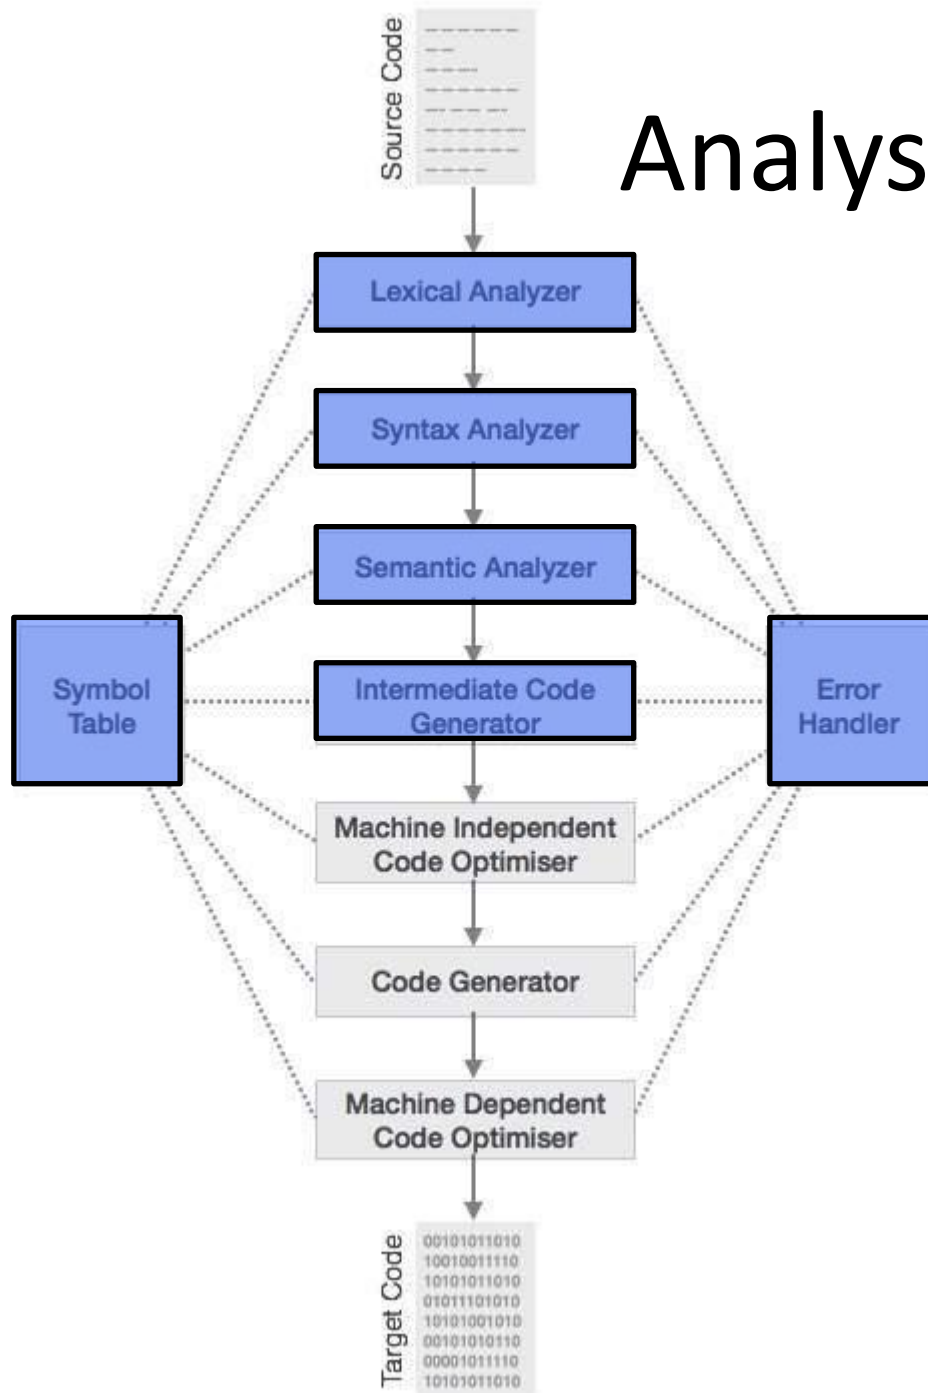 Source Code
Analys
Lexical Analyzer
Syntax Analyzer
Semantic Analyzer
Symbol
Table
Intermediate Code
Generator
Error
Handler
Machine Independent
Code Optimiser
Code Generator
Machine Dependent
Code Optimiser
Target Code
00101011010
10010011110
10101011010
01011101010
10101001010
00101010110
00001011110
10101011010